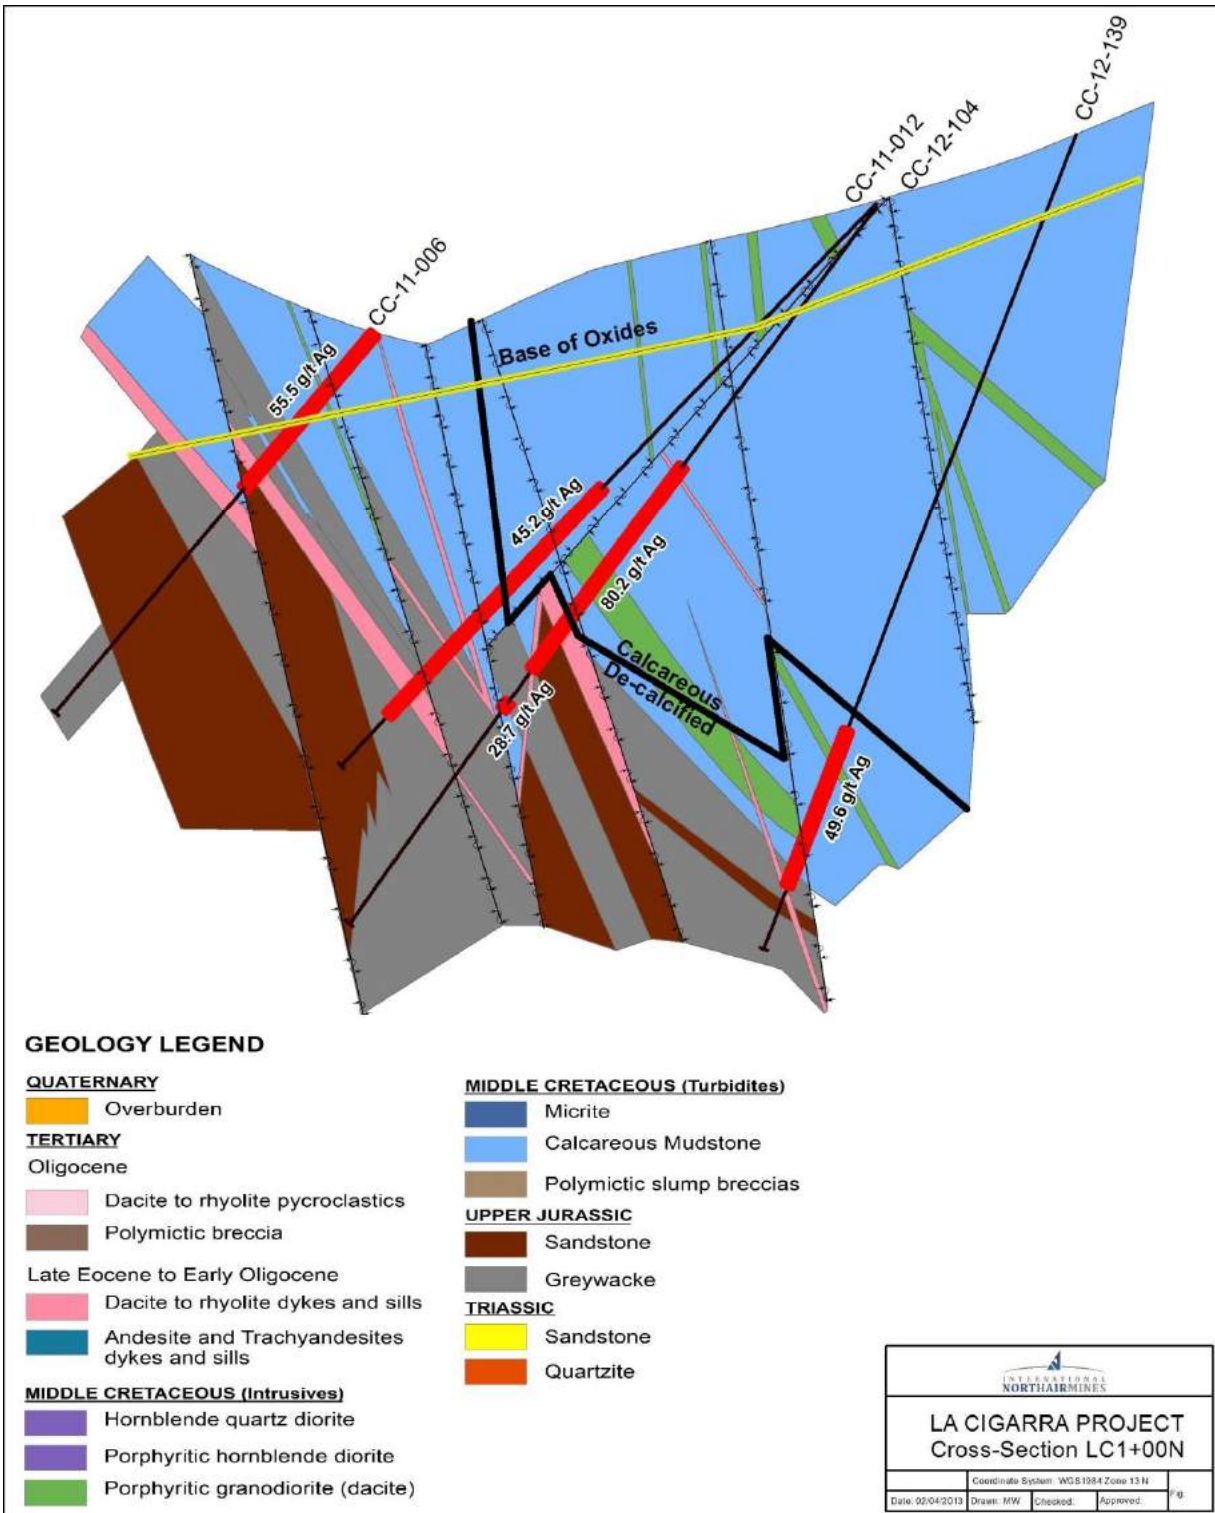 CC-12-139
CC-11-012
CC-12-104
CC-11-006
Base of Oxides
55.5 g/t Ag
45.2 g/t Ag
80.2 g/t Ag
28.7 g/t Ag
Calcareous
De-calcified
49.6 g/t Ag
GEOLOGY LEGEND
QUATERNARY
Overburden
TERTIARY
Oligocene
Dacite to rhyolite pycroclastics
Polymictic breccia
Late Eocene to Early Oligocene
Dacite to rhyolite dykes and sills
Andesite and Trachyandesites
dykes and sills
MIDDLE CRETACEOUS (Intrusives)
Hornblende quartz diorite
Porphyritic hornblende diorite
Porphyritic granodiorite (dacite)
MIDDLE CRETACEOUS (Turbidites)
Micrite
Calcareous Mudstone
Polymictic slump breccias
UPPER JURASSIC
Sandstone
Greywacke
TRIASSIC
Sandstone
Quartzite
INTERNATIONAL
NORTHAIRMINES
LA CIGARRA PROJECT
Cross-Section LC1+00N
Coordinate System: WGS1984 Zone 13 N
Date: 02/04/2013 Drawn: MW Checked: Approved: Fig: